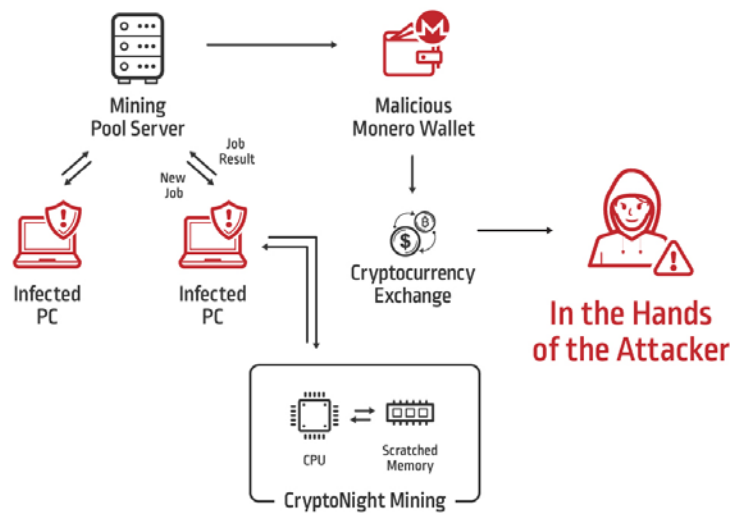 Mining
Pool Server
Malicious
Monero Wallet
Job
Result
New
Job
Infected
PC
Infected
PC
Cryptocurrency
Exchange
In the Hands
of the Attacker
CPU
Scratched
Memory
CryptoNight Mining